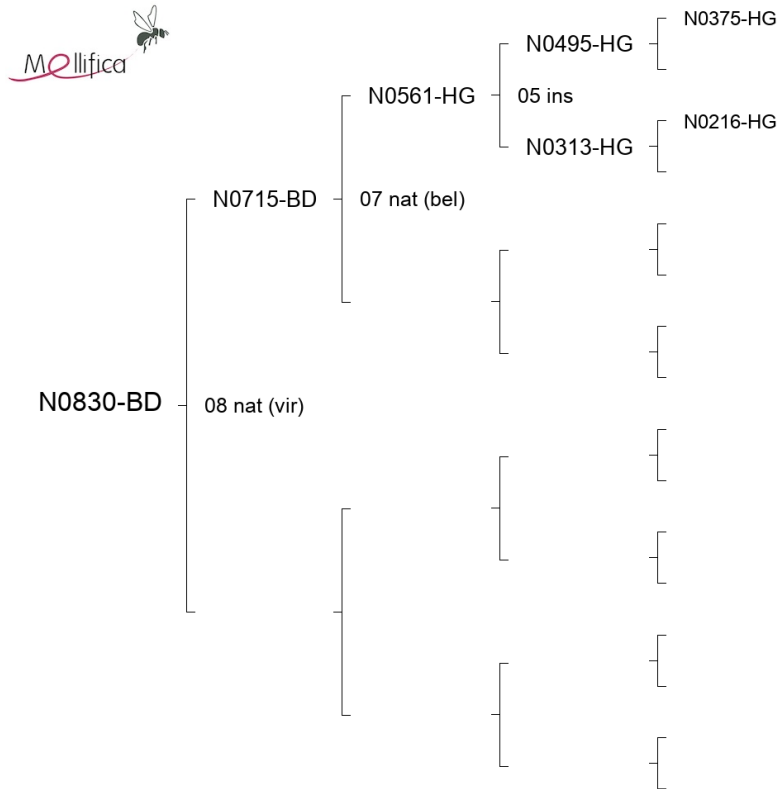 Mellifica
N0375-HG
N0495-HG
N0561-HG
05 ins
N0216-HG
N0313-HG
N0715-BD
07 nat (bel)
N0830-BD
08 nat (vir)